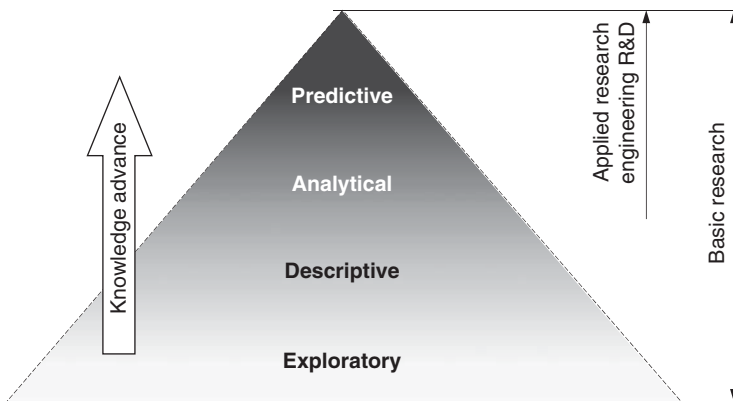 Predictive
Analytical
Descriptive
Exploratory
Knowledge advance
Applied research
engineering R&D
Basic research